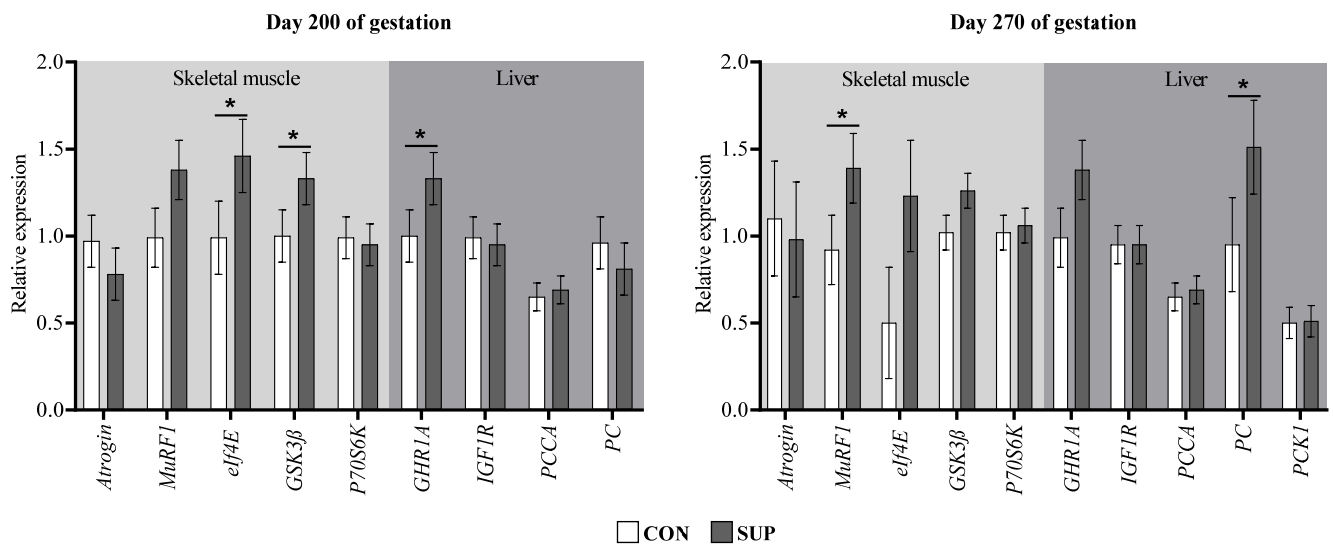 Day 200 of gestation
Relative expression
2.0
1.5
1.0
0.5
0.0
Skeletal muscle
Liver
*
*
*
Atrogin
MuRF1
eIf4E
GSK3β
P70S6K
GHR1A
IGF1R
PCCA
PC
Day 270 of gestation
Relative expression
2.0
1.5
1.0
0.5
0.0
Skeletal muscle
Liver
*
*
Atrogin
MuRF1
eIf4E
GSK3β
P70S6K
GHR1A
IGF1R
PCCA
PC
PCK1
CON SUP